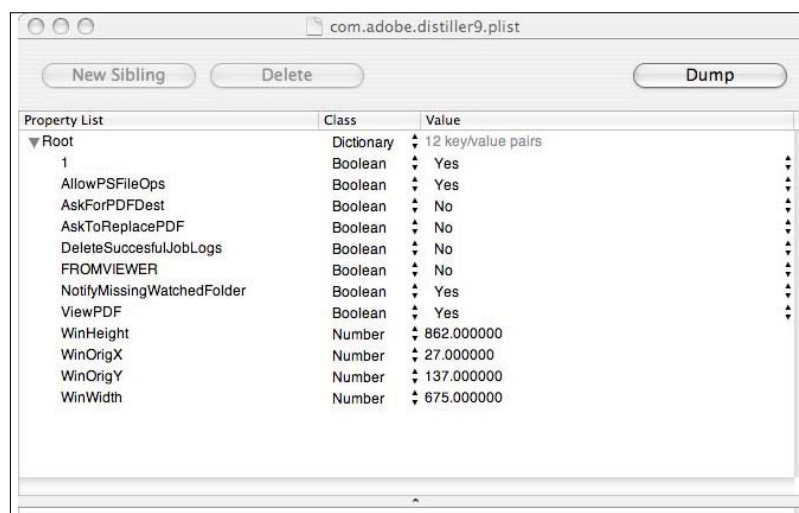 com.adobe.distiller9.plist
New Sibling Delete Dump
Property List Class Value
Root Dictionary 12 key/value pairs
1 Boolean Yes
AllowPSFileOps Boolean Yes
AskForPDFDest Boolean No
AskToReplacePDF Boolean No
DeleteSuccesfulJobLogs Boolean No
FROMVIEWER Boolean No
NotifyMissingWatchedFolder Boolean Yes
ViewPDF Boolean Yes
WinHeight Number 862.000000
WinOrigX Number 27.000000
WinOrigY Number 137.000000
WinWidth Number 675.000000